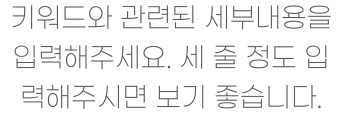 키워드와 관련된 세부내용을
입력해주세요. 세 줄 정도 입
력해주시면 보기 좋습니다.